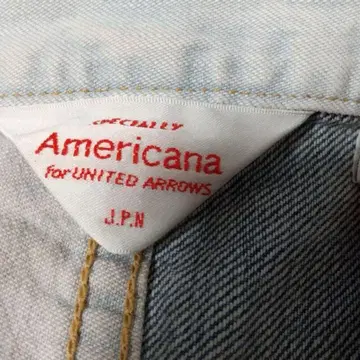 SPECIALLY
Americana
for UNITED ARROWS
J.P.N